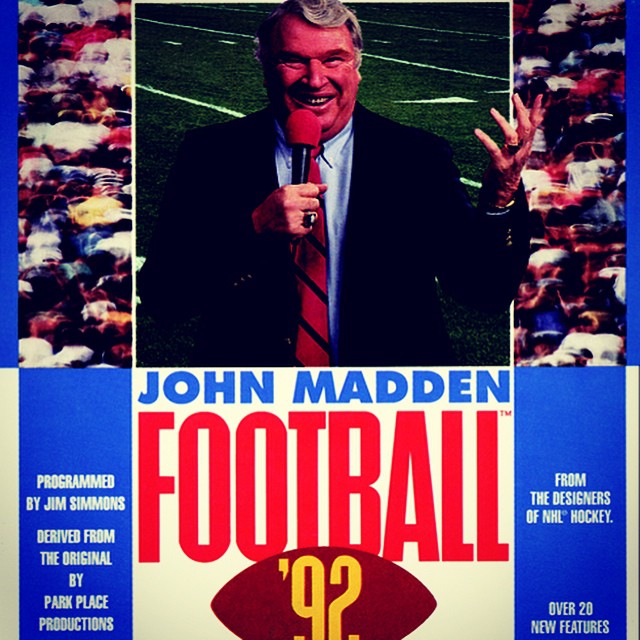 JOHN MADDEN
FOOTBALL™
'92
PROGRAMMED
BY JIM SIMMONS
DERIVED FROM
THE ORIGINAL
BY
PARK PLACE
PRODUCTIONS
FROM
THE DESIGNERS
OF NHL® HOCKEY.
OVER 20
NEW FEATURES